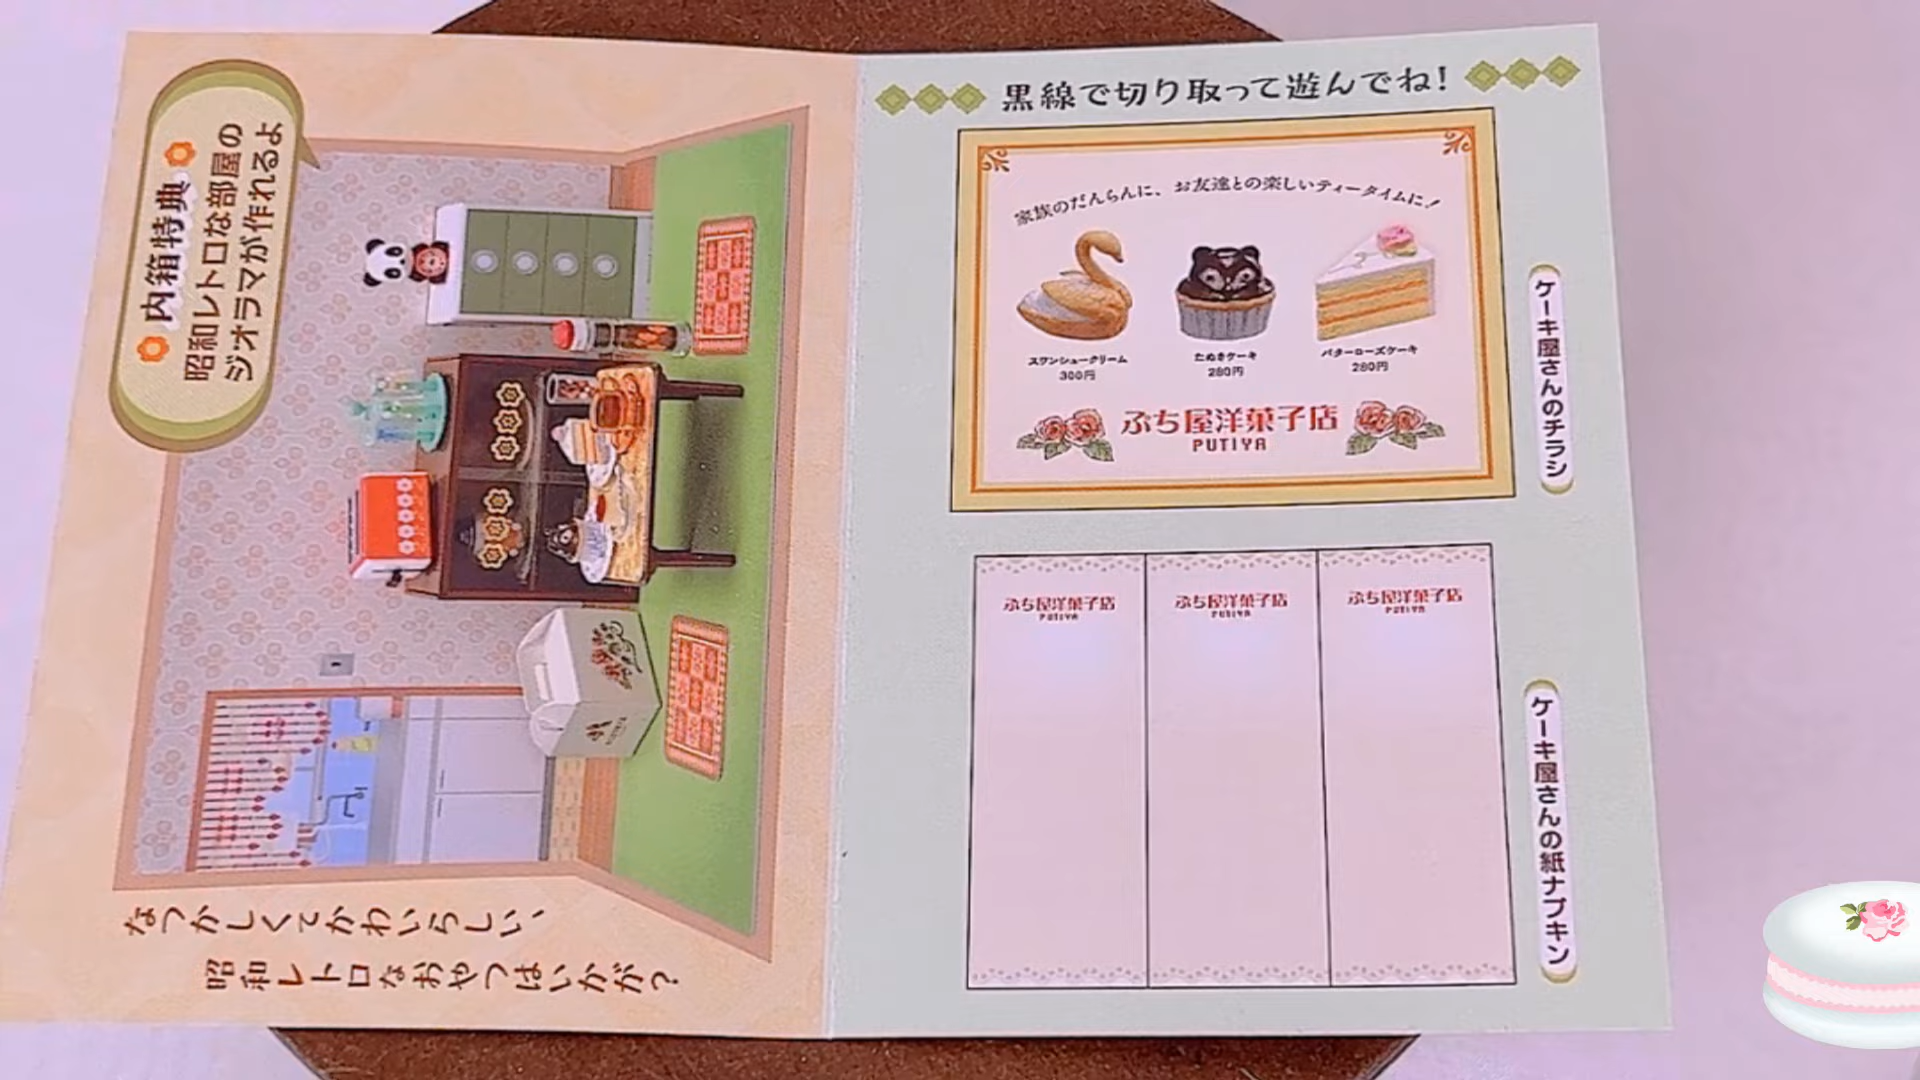 内箱特典
昭和レトロな部屋の
ジオラマが作れるよ
なつかしくてかわいらしい
昭和レトロなおやつはいかが?
黒線で切り取って遊んでね!
家族のだんらんに、お友達との楽しいティータイムに!
スワンシュークリーム
300円
たぬきケーキ
280円
バターローズケーキ
280円
ぷち屋洋菓子店
PUTIYA
ケーキ屋さんのチラシ
ぷち屋洋菓子店
PUTIYA
ぷち屋洋菓子店
PUTIYA
ぷち屋洋菓子店
PUTIYA
ケーキ屋さんの紙ナプキン